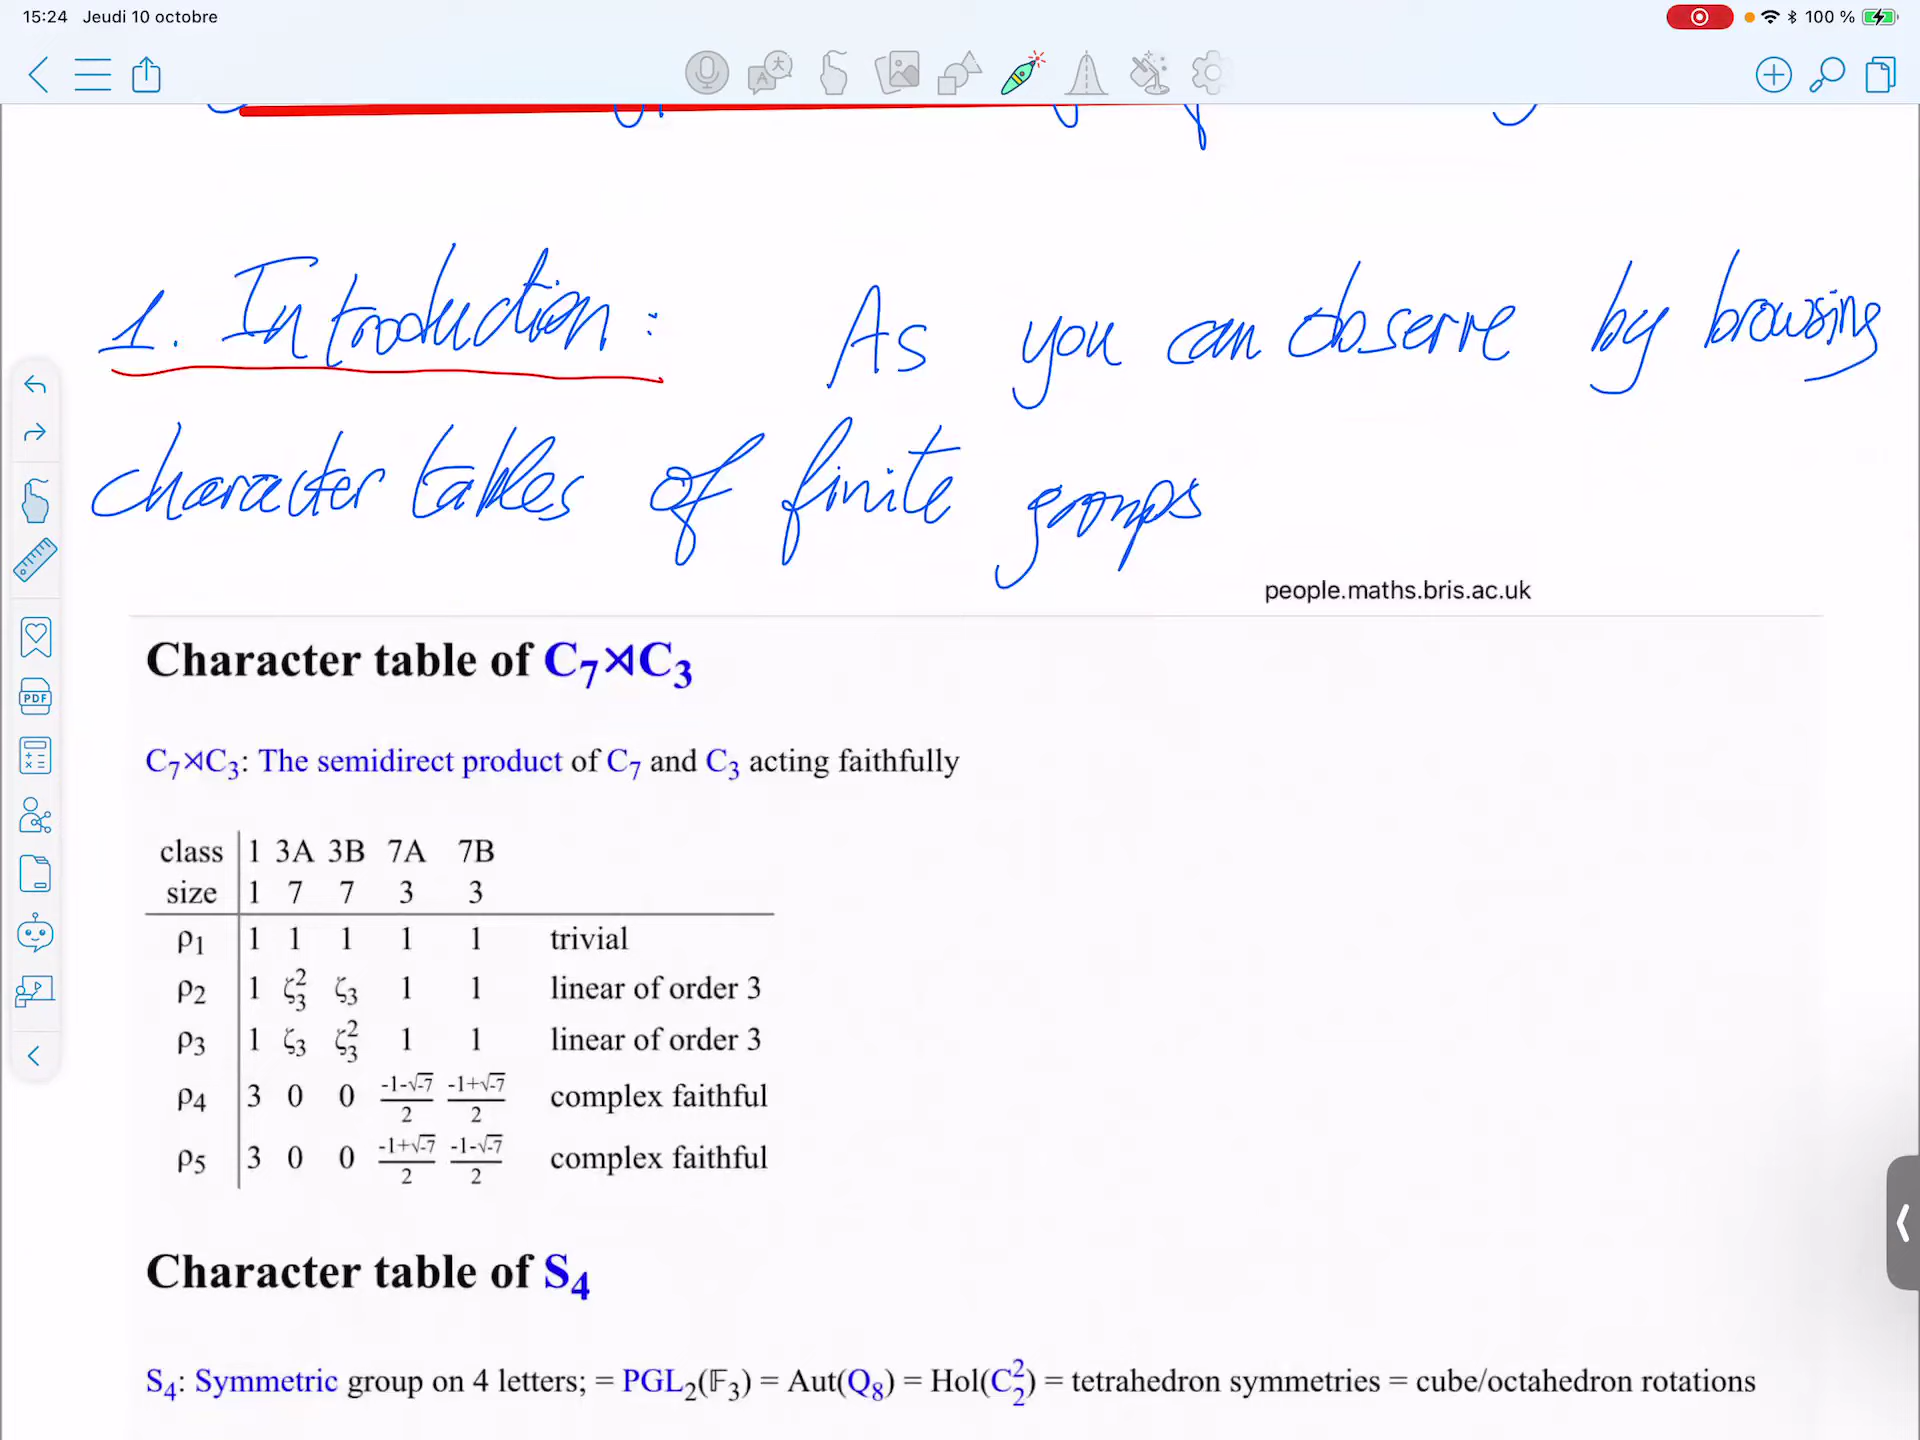 15:24 Jeudi 10 octobre 100 %
1. Introduction: As you can observe by browsing
character tables of finite groups
people.maths.bris.ac.uk
Character table of C₇⋊C₃
C₇⋊C₃: The semidirect product of C₇ and C₃ acting faithfully
class 1 3A 3B 7A 7B
size 1 7 7 3 3
ρ₁ 1 1 1 1 1 trivial
ρ₂ 1 ζ₃² ζ₃ 1 1 linear of order 3
ρ₃ 1 ζ₃ ζ₃² 1 1 linear of order 3
ρ₄ 3 0 0 -1-√-7/2 -1+√-7/2 complex faithful
ρ₅ 3 0 0 -1+√-7/2 -1-√-7/2 complex faithful
Character table of S₄
S₄: Symmetric group on 4 letters; = PGL₂(𝔽₃) = Aut(Q₈) = Hol(C₂²) = tetrahedron symmetries = cube/octahedron rotations
PDF